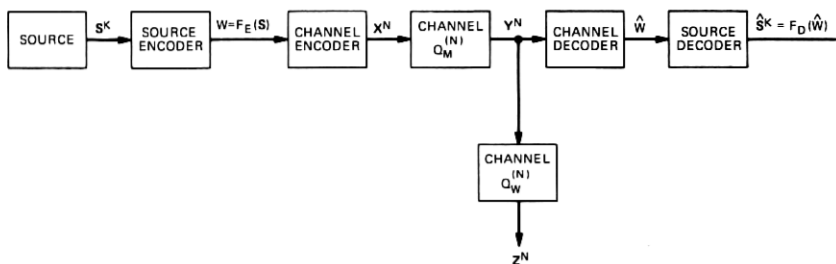 SOURCE
S^K
SOURCE
ENCODER
W=F_E(S)
CHANNEL
ENCODER
X^N
CHANNEL
Q_M^(N)
Y^N
CHANNEL
DECODER
Ŵ
SOURCE
DECODER
Ŝ^K = F_D(Ŵ)
CHANNEL
Q_W^(N)
Z^N